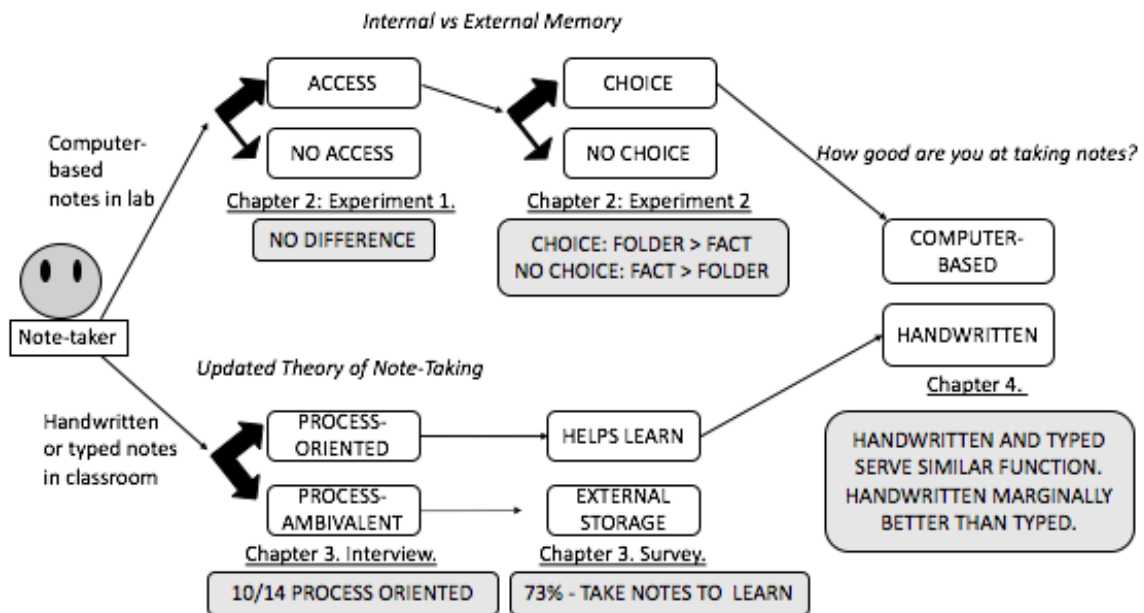 Internal vs External Memory
ACCESS
NO ACCESS
CHOICE
NO CHOICE
Computer-
based
notes in lab
Chapter 2: Experiment 1.
NO DIFFERENCE
Chapter 2: Experiment 2
CHOICE: FOLDER > FACT
NO CHOICE: FACT > FOLDER
How good are you at taking notes?
COMPUTER-
BASED
HANDWRITTEN
Chapter 4.
HANDWRITTEN AND TYPED
SERVE SIMILAR FUNCTION.
HANDWRITTEN MARGINALLY
BETTER THAN TYPED.
Note-taker
Updated Theory of Note-Taking
Handwritten
or typed notes
in classroom
PROCESS-
ORIENTED
HELPS LEARN
PROCESS-
AMBIVALENT
EXTERNAL
STORAGE
Chapter 3. Interview.
10/14 PROCESS ORIENTED
Chapter 3. Survey.
73% - TAKE NOTES TO LEARN